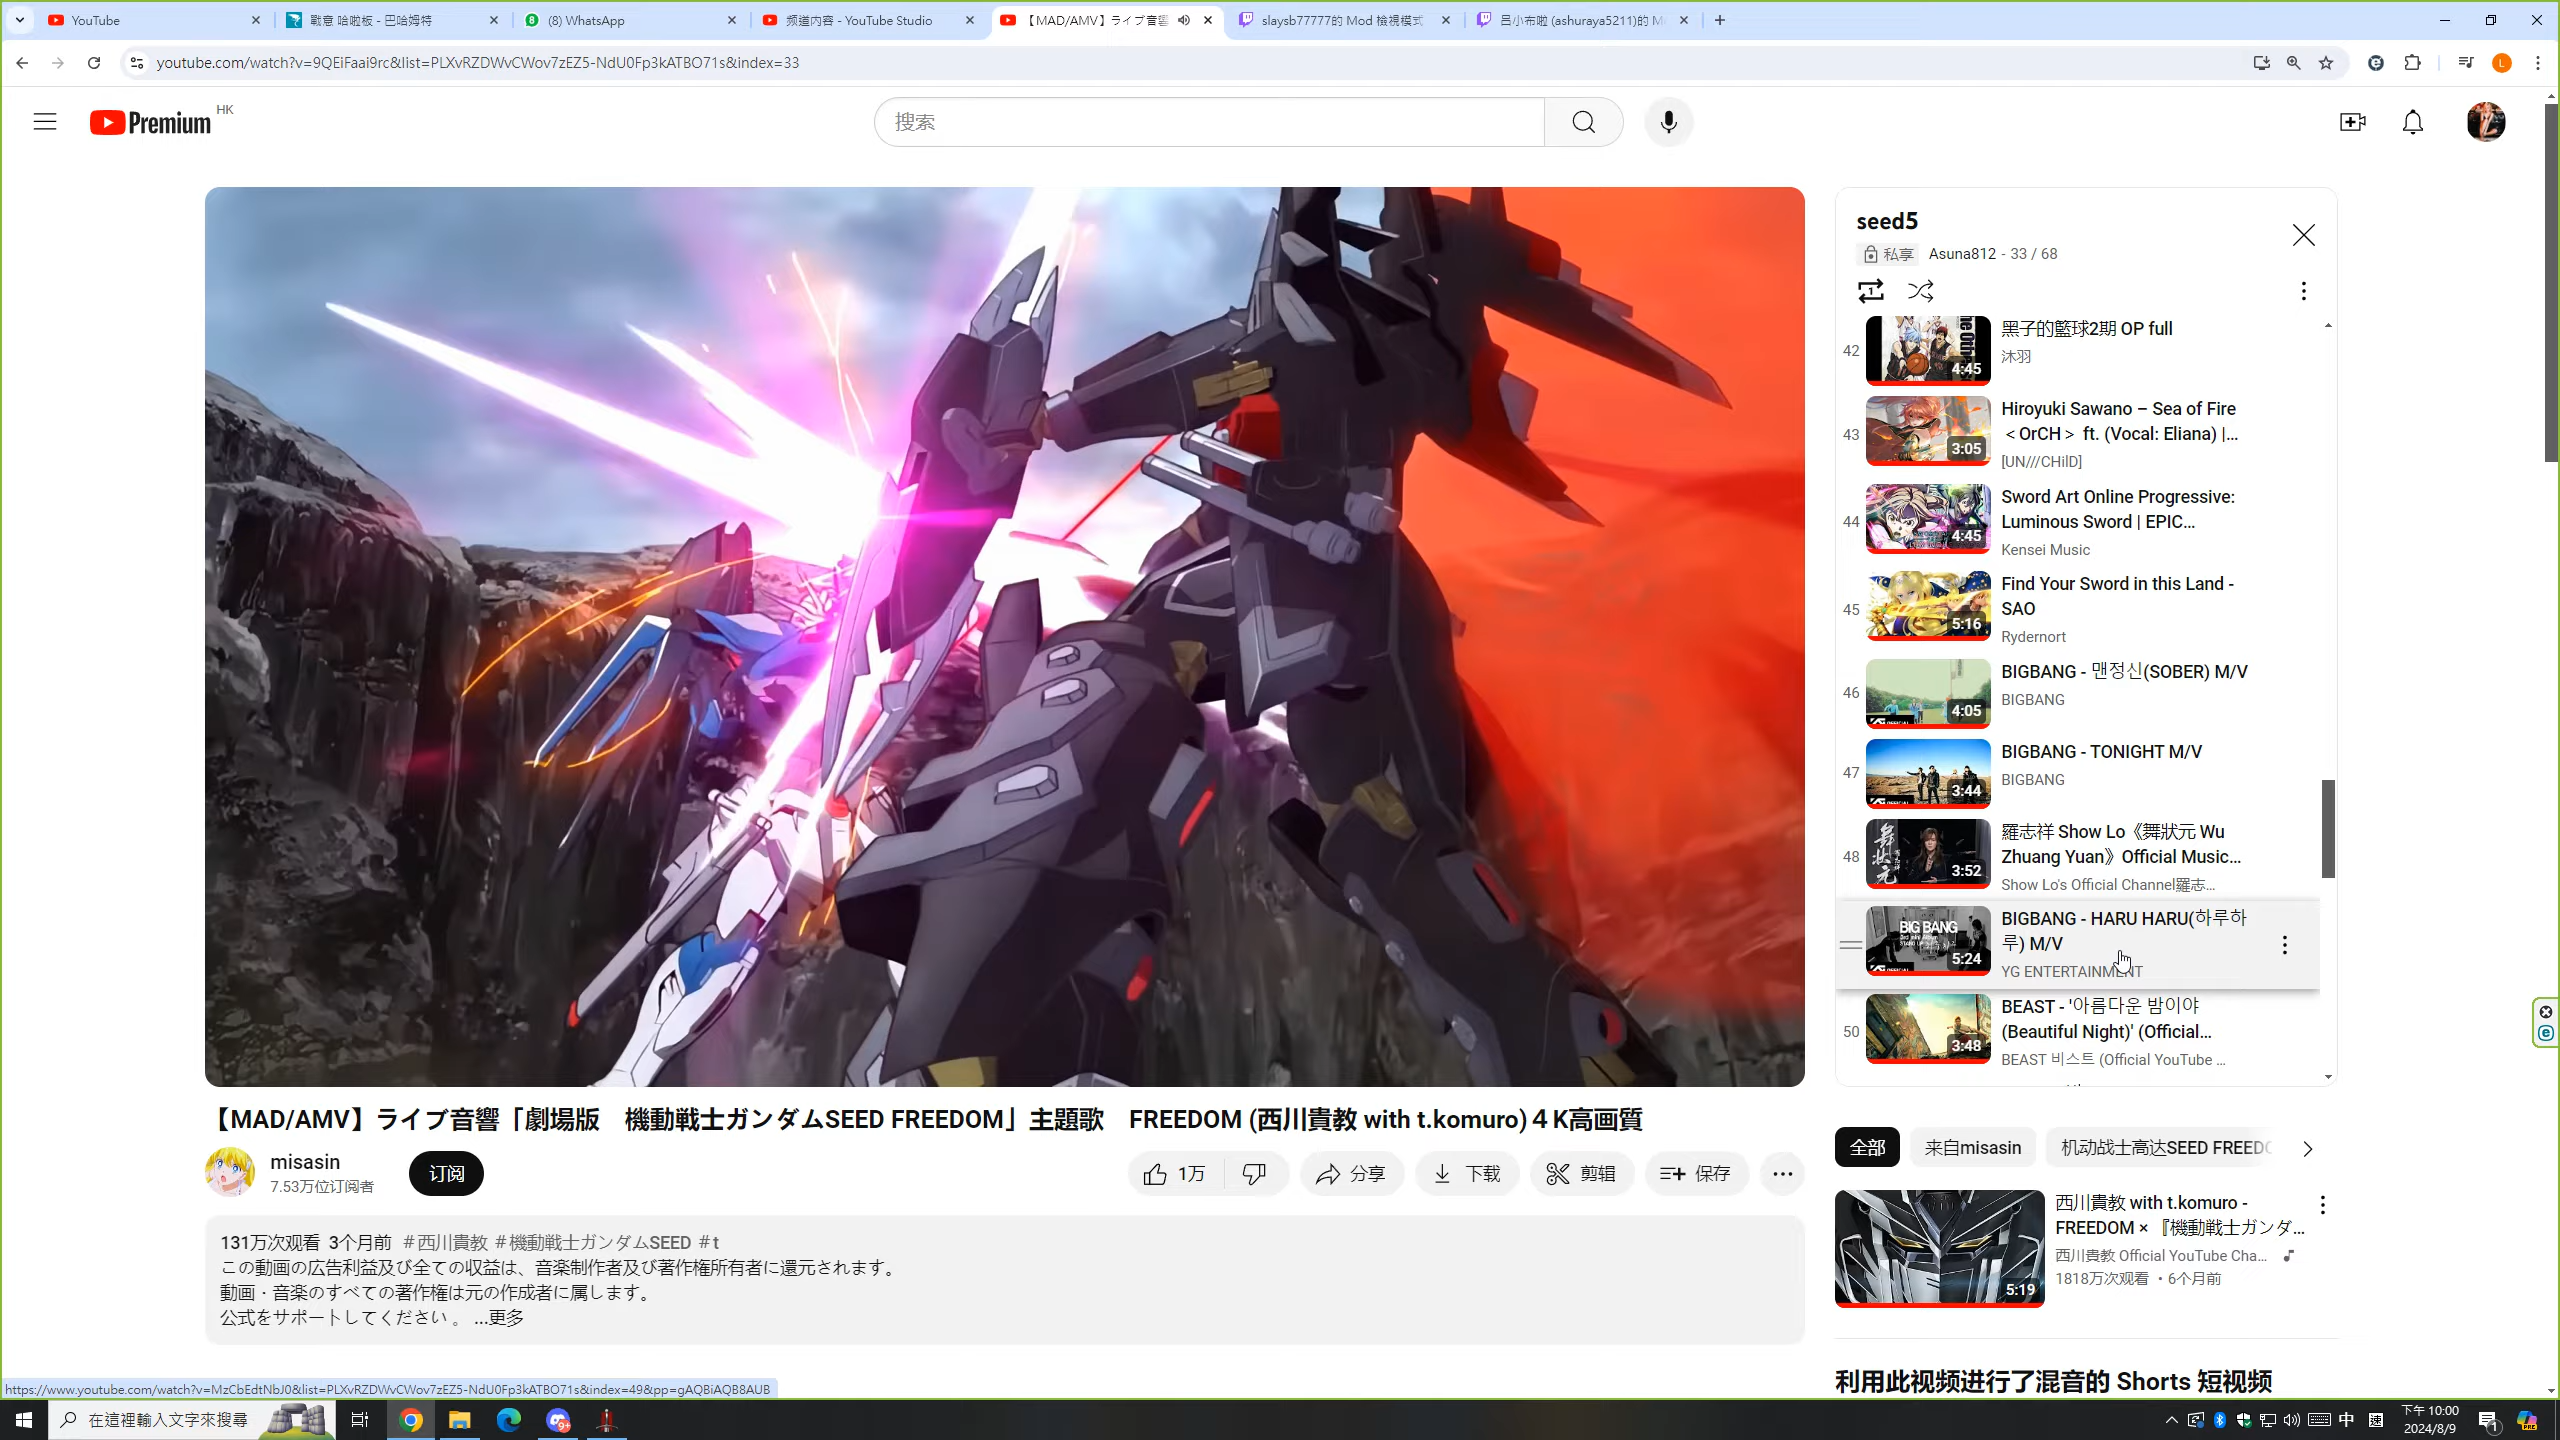 YouTube
戰意 哈啦板 - 巴哈姆特
(8) WhatsApp
频道内容 - YouTube Studio
【MAD/AMV】ライブ音響
slaysb77777的 Mod 檢視模式
呂小布啦 (ashuraya5211)的 M
youtube.com/watch?v=9QEiFaai9rc&list=PLXvRZDWvCWov7zEZ5-NdU0Fp3kATBO71s&index=33
L
Premium
HK
搜索
seed5
私享
Asuna812 - 33 / 68
42
4:45
黑子的籃球2期 OP full
沐羽
43
3:05
Hiroyuki Sawano – Sea of Fire
＜OrCH＞ ft. (Vocal: Eliana) |...
[UN///CHilD]
44
4:45
Sword Art Online Progressive:
Luminous Sword | EPIC...
Kensei Music
45
5:16
Find Your Sword in this Land -
SAO
Rydernort
46
4:05
BIGBANG - 맨정신(SOBER) M/V
BIGBANG
47
3:44
BIGBANG - TONIGHT M/V
BIGBANG
48
舞狀元
3:52
羅志祥 Show Lo《舞狀元 Wu
Zhuang Yuan》Official Music...
Show Lo's Official Channel羅志...
BIG BANG
5:24
BIGBANG - HARU HARU(하루하
루) M/V
YG ENTERTAINMENT
50
3:48
BEAST - '아름다운 밤이야
(Beautiful Night)' (Official...
BEAST 비스트 (Official YouTube ...
【MAD/AMV】ライブ音響「劇場版　機動戦士ガンダムSEED FREEDOM」主題歌　FREEDOM (西川貴教 with t.komuro)４K高画質
misasin
7.53万位订阅者
订阅
1万
分享
下载
剪辑
保存
131万次观看 3个月前 #西川貴教 #機動戦士ガンダムSEED #t
この動画の広告利益及び全ての収益は、音楽制作者及び著作権所有者に還元されます。
動画・音楽のすべての著作権は元の作成者に属します。
公式をサポートしてください 。 ...更多
全部
来自misasin
机动战士高达SEED FREEDO
5:19
西川貴教 with t.komuro -
FREEDOM × 『機動戦士ガンダ...
西川貴教 Official YouTube Cha...
1818万次观看 ・6个月前
利用此视频进行了混音的 Shorts 短视频
https://www.youtube.com/watch?v=MzCbEdtNbJ0&list=PLXvRZDWvCWov7zEZ5-NdU0Fp3kATBO71s&index=49&pp=gAQBiAQB8AUB
在這裡輸入文字來搜尋
9+
中
下午 10:00
2024/8/9
1